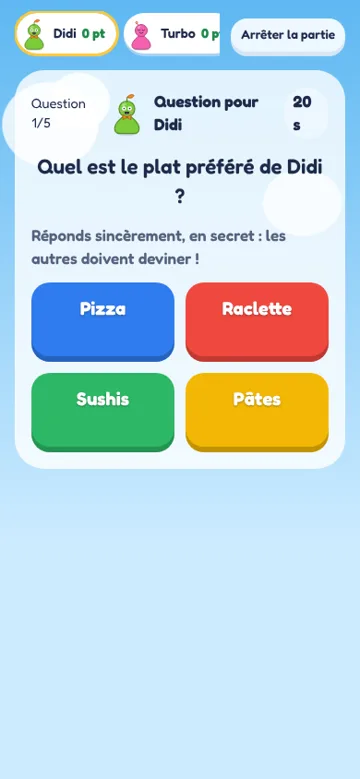 Didi 0 pt
Turbo 0 p
Arrêter la partie
Question
1/5
Question pour
Didi
20
s
Quel est le plat préféré de Didi
?
Réponds sincèrement, en secret : les
autres doivent deviner !
Pizza
Raclette
Sushis
Pâtes